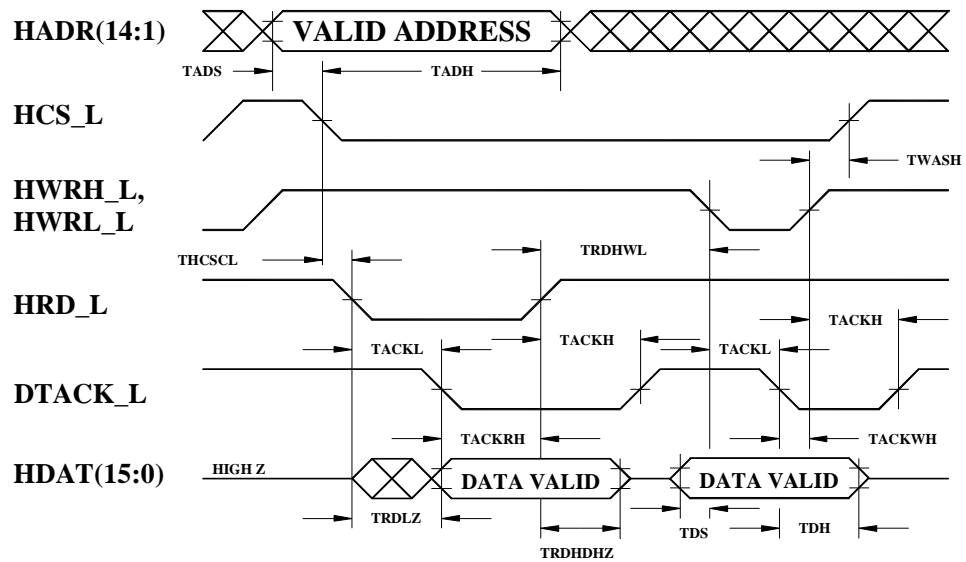 HADR(14:1)
VALID ADDRESS
TADS
TADH
HCS_L
TWASH
HWRH_L,
HWRL_L
THCSCL
TRDHWL
HRD_L
TACKL
TACKH
TACKL
TACKH
DTACK_L
TACKRH
TACKWH
HDAT(15:0)
HIGH Z
DATA VALID
DATA VALID
TRDLZ
TRDHDHZ
TDS
TDH